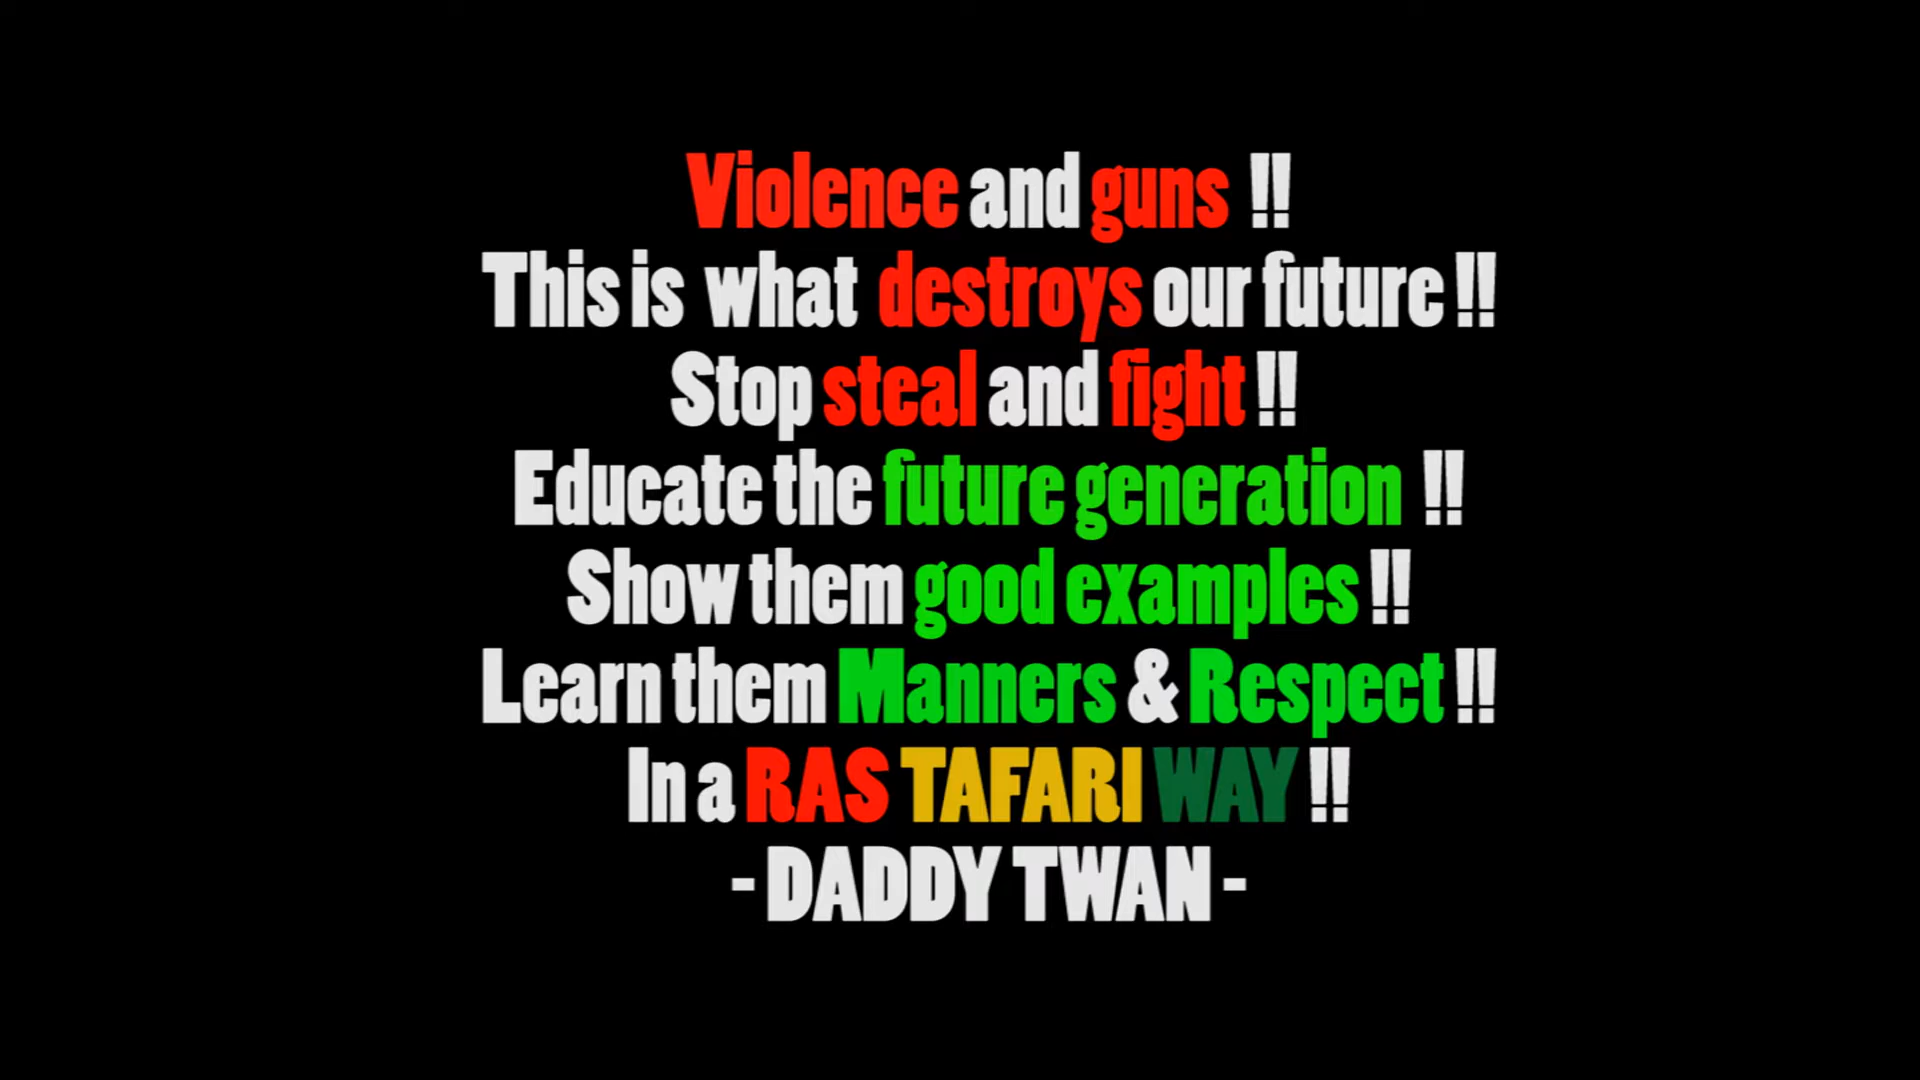 Violence and guns !!
This is what destroys our future !!
Stop steal and fight !!
Educate the future generation !!
Show them good examples !!
Learn them Manners & Respect !!
In a RAS TAFARI WAY !!
- DADDY TWAN -